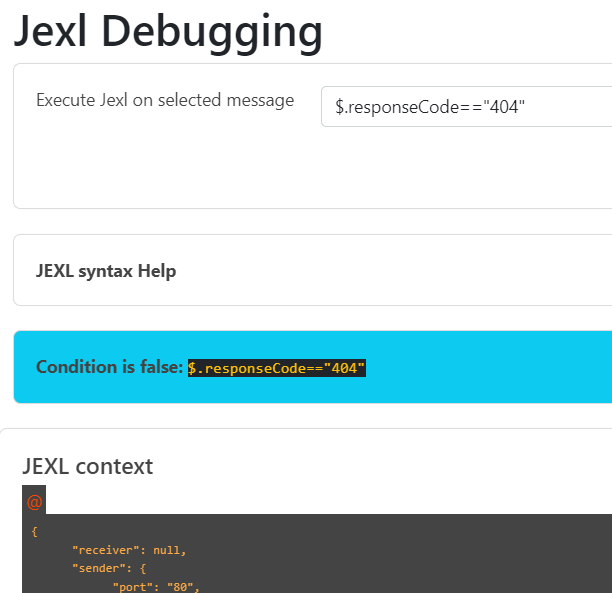 Jexl Debugging
Execute Jexl on selected message
$.responseCode=="404"
JEXL syntax Help
Condition is false: $.responseCode=="404"
JEXL context
@
{
"receiver": null,
"sender": {
"port": "80",